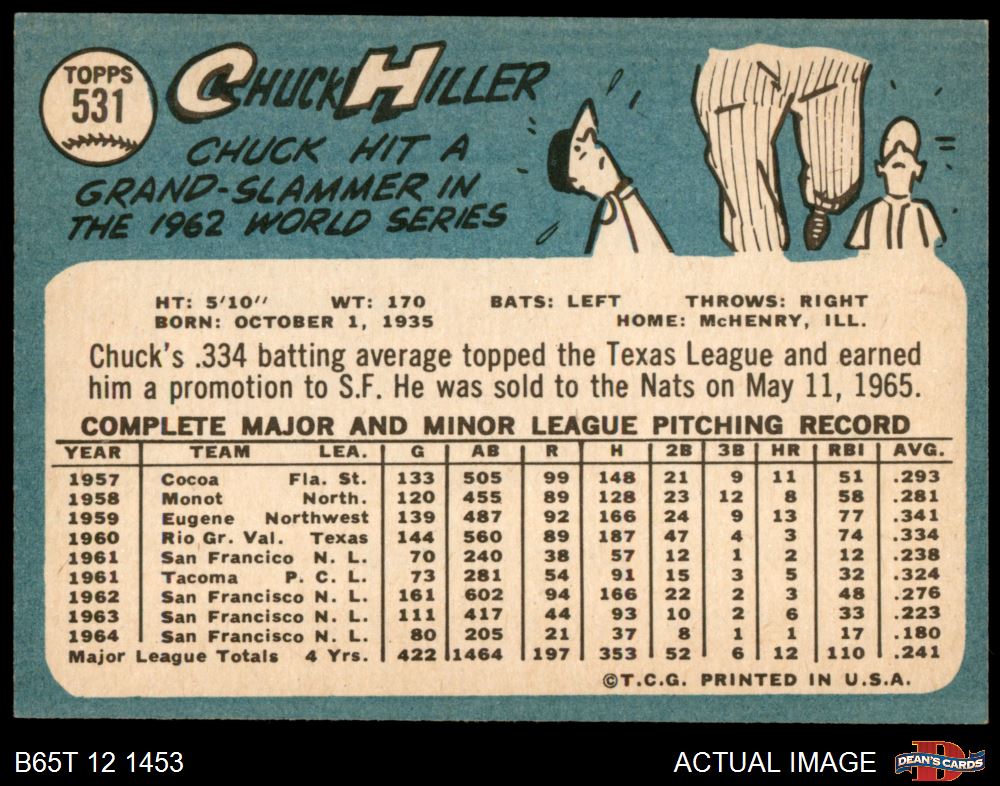 TOPPS
531
CHUCK HILLER
CHUCK HIT A
GRAND-SLAMMER IN
THE 1962 WORLD SERIES
HT: 5'10" WT: 170 BATS: LEFT THROWS: RIGHT
BORN: OCTOBER 1, 1935 HOME: McHENRY, ILL.
Chuck's .334 batting average topped the Texas League and earned
him a promotion to S.F. He was sold to the Nats on May 11, 1965.
COMPLETE MAJOR AND MINOR LEAGUE PITCHING RECORD
YEAR TEAM LEA. G AB R H 2B 3B HR RBI AVG.
1957 Cocoa Fla. St. 133 505 99 148 21 9 11 51 .293
1958 Monot North. 120 455 89 128 23 12 8 58 .281
1959 Eugene Northwest 139 487 92 166 24 9 13 77 .341
1960 Rio Gr. Val. Texas 144 560 89 187 47 4 3 74 .334
1961 San Francico N. L. 70 240 38 57 12 1 2 12 .238
1961 Tacoma P. C. L. 73 281 54 91 15 3 5 32 .324
1962 San Francisco N. L. 161 602 94 166 22 2 3 48 .276
1963 San Francisco N. L. 111 417 44 93 10 2 6 33 .223
1964 San Francisco N. L. 80 205 21 37 8 1 1 17 .180
Major League Totals 4 Yrs. 422 1464 197 353 52 6 12 110 .241
©T.C.G. PRINTED IN U.S.A.
B65T 12 1453 ACTUAL IMAGE DEAN'S CARDS